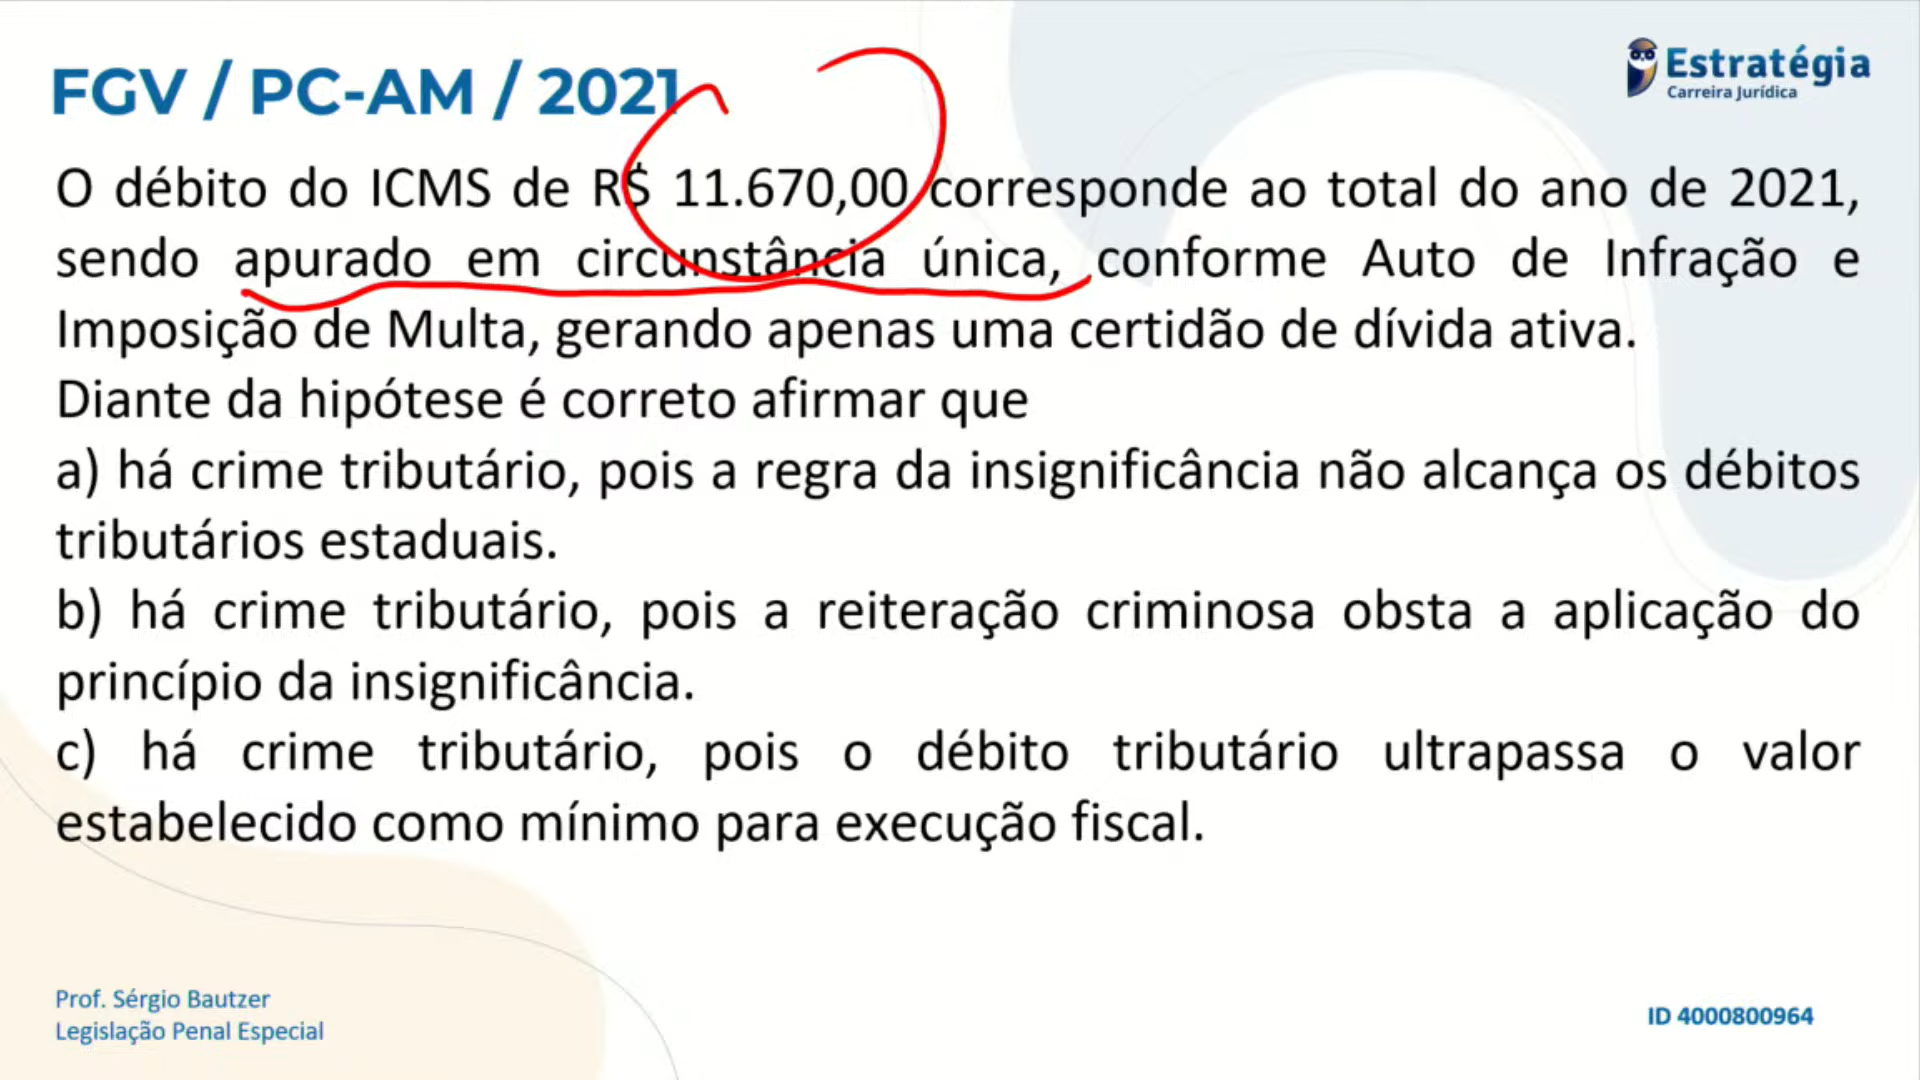 FGV / PC-AM / 2021
Estratégia
Carreira Jurídica
O débito do ICMS de R$ 11.670,00 corresponde ao total do ano de 2021,
sendo apurado em circunstância única, conforme Auto de Infração e
Imposição de Multa, gerando apenas uma certidão de dívida ativa.
Diante da hipótese é correto afirmar que
a) há crime tributário, pois a regra da insignificância não alcança os débitos
tributários estaduais.
b) há crime tributário, pois a reiteração criminosa obsta a aplicação do
princípio da insignificância.
c) há crime tributário, pois o débito tributário ultrapassa o valor
estabelecido como mínimo para execução fiscal.
Prof. Sérgio Bautzer
Legislação Penal Especial
ID 4000800964